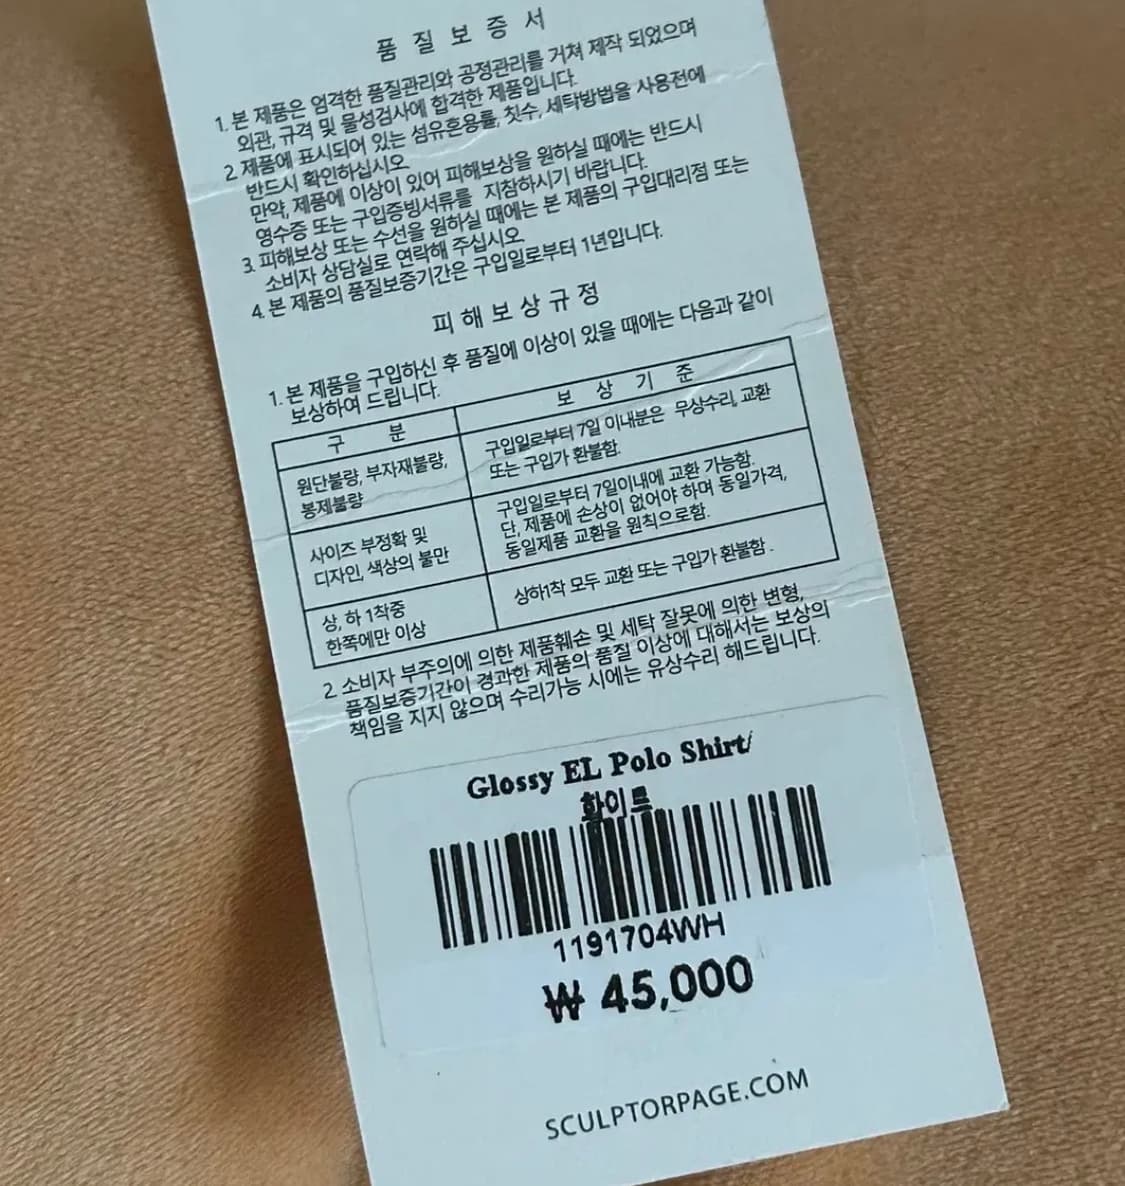 품 질 보 증 서
1. 본 제품은 엄격한 품질관리와 공정관리를 거쳐 제작 되었으며
외관, 규격 및 물성검사에 합격한 제품입니다.
2. 제품에 표시되어 있는 섬유혼용률, 칫수, 세탁방법을 사용전에
반드시 확인하십시오.
만약, 제품에 이상이 있어 피해보상을 원하실 때에는 반드시
영수증 또는 구입증빙서류를 지참하시기 바랍니다.
3. 피해보상 또는 수선을 원하실 때에는 본 제품의 구입대리점 또는
소비자 상담실로 연락해 주십시오.
4. 본 제품의 품질보증기간은 구입일로부터 1년입니다.
피 해 보 상 규 정
1. 본 제품을 구입하신 후 품질에 이상이 있을 때에는 다음과 같이
보상하여 드립니다.
구 분
보 상 기 준
원단불량, 부자재불량,
봉제불량
구입일로부터 7일 이내분은 무상수리, 교환
또는 구입가 환불함.
사이즈 부정확 및
디자인, 색상의 불만
구입일로부터 7일이내에 교환 가능함.
단, 제품에 손상이 없어야 하며 동일가격,
동일제품 교환을 원칙으로함.
상, 하 1착중
한쪽에만 이상
상하1착 모두 교환 또는 구입가 환불함.
2. 소비자 부주의에 의한 제품훼손 및 세탁 잘못에 의한 변형,
품질보증기간이 경과한 제품의 품질 이상에 대해서는 보상의
책임을 지지 않으며 수리가능 시에는 유상수리 해드립니다.
Glossy EL Polo Shirt/
화이트
1191704WH
₩ 45,000
SCULPTORPAGE.COM